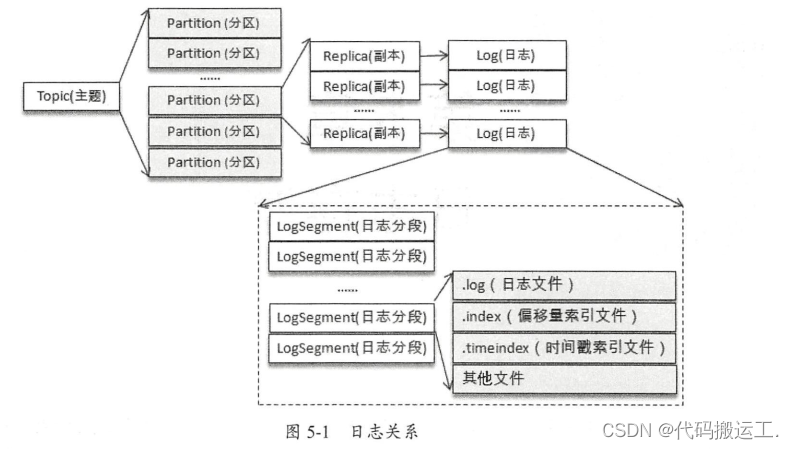 Topic(主题)
Partition (分区)
Partition (分区)
......
Partition (分区)
Partition (分区)
Partition (分区)
Replica(副本)
Replica(副本)
......
Replica(副本)
Log(日志)
Log(日志)
......
Log(日志)
LogSegment(日志分段)
LogSegment(日志分段)
......
LogSegment(日志分段)
LogSegment(日志分段)
.log（日志文件）
.index（偏移量索引文件）
.timeindex（时间戳索引文件）
其他文件
图 5-1 日志关系
CSDN @代码搬运工.